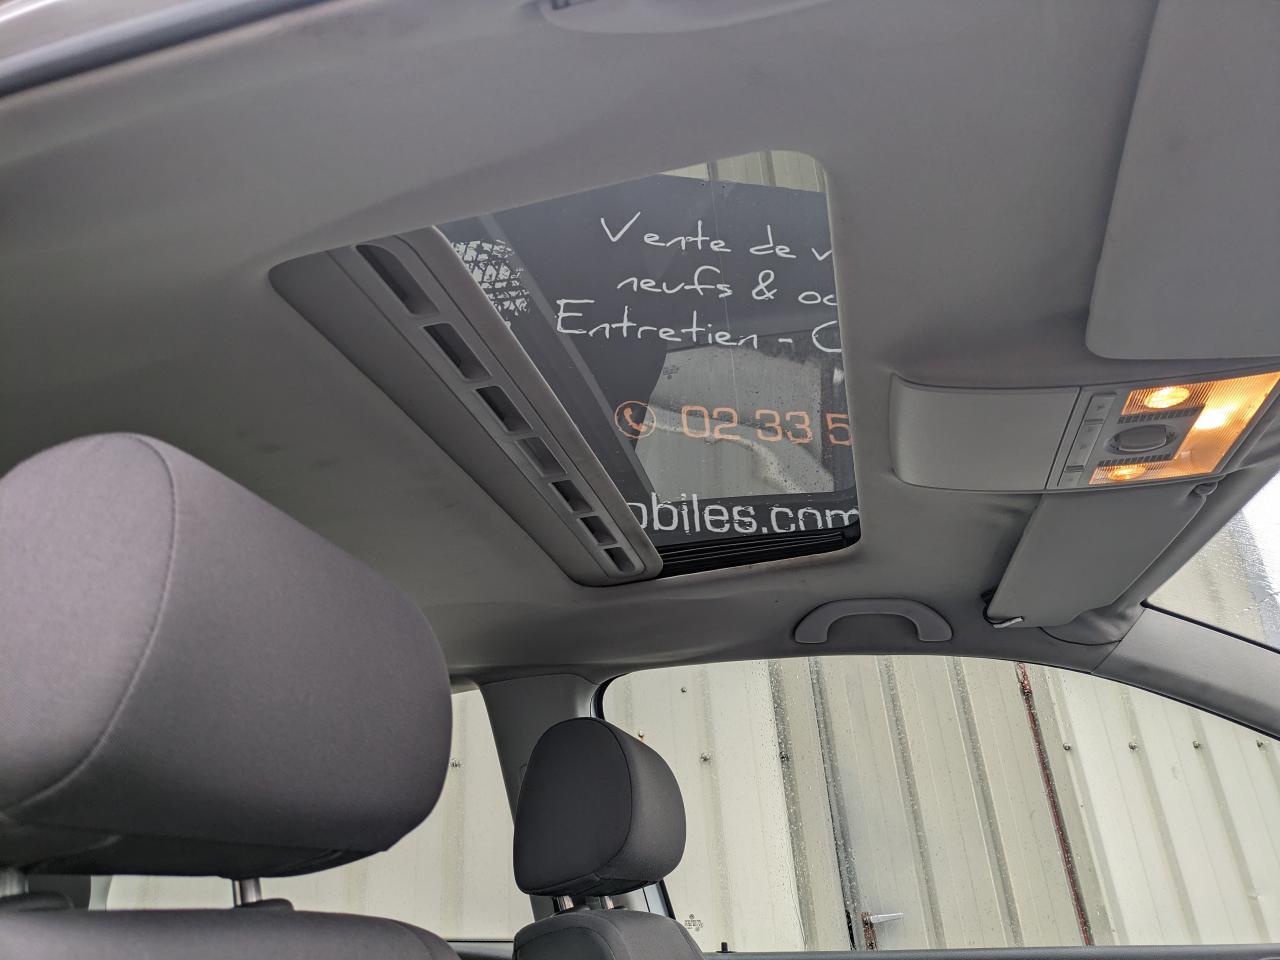 Vente de v
neufs & oc
Entretien - C
02 33 5
obiles.com